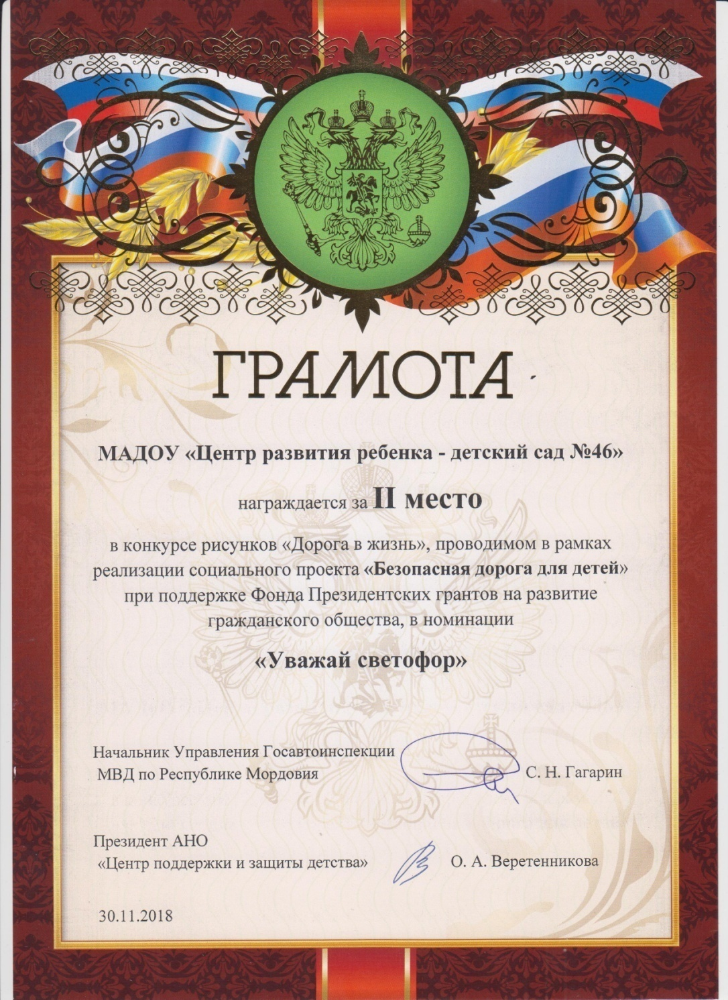 ГРАМОТА
МАДОУ «Центр развития ребенка - детский сад №46»
награждается за II место
в конкурсе рисунков «Дорога в жизнь», проводимом в рамках
реализации социального проекта «Безопасная дорога для детей»
при поддержке Фонда Президентских грантов на развитие
гражданского общества, в номинации
«Уважай светофор»
Начальник Управления Госавтоинспекции
МВД по Республике Мордовия
С. Н. Гагарин
Президент АНО
«Центр поддержки и защиты детства»
О. А. Веретенникова
30.11.2018